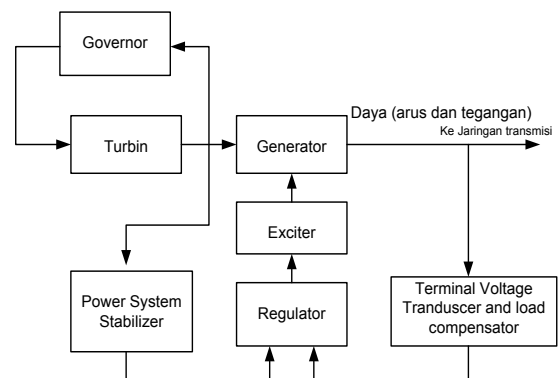 Governor
Daya (arus dan tegangan)
Ke Jaringan transmisi
Turbin
Generator
Exciter
Power System
Stabilizer
Regulator
Terminal Voltage
Tranduscer and load
compensator